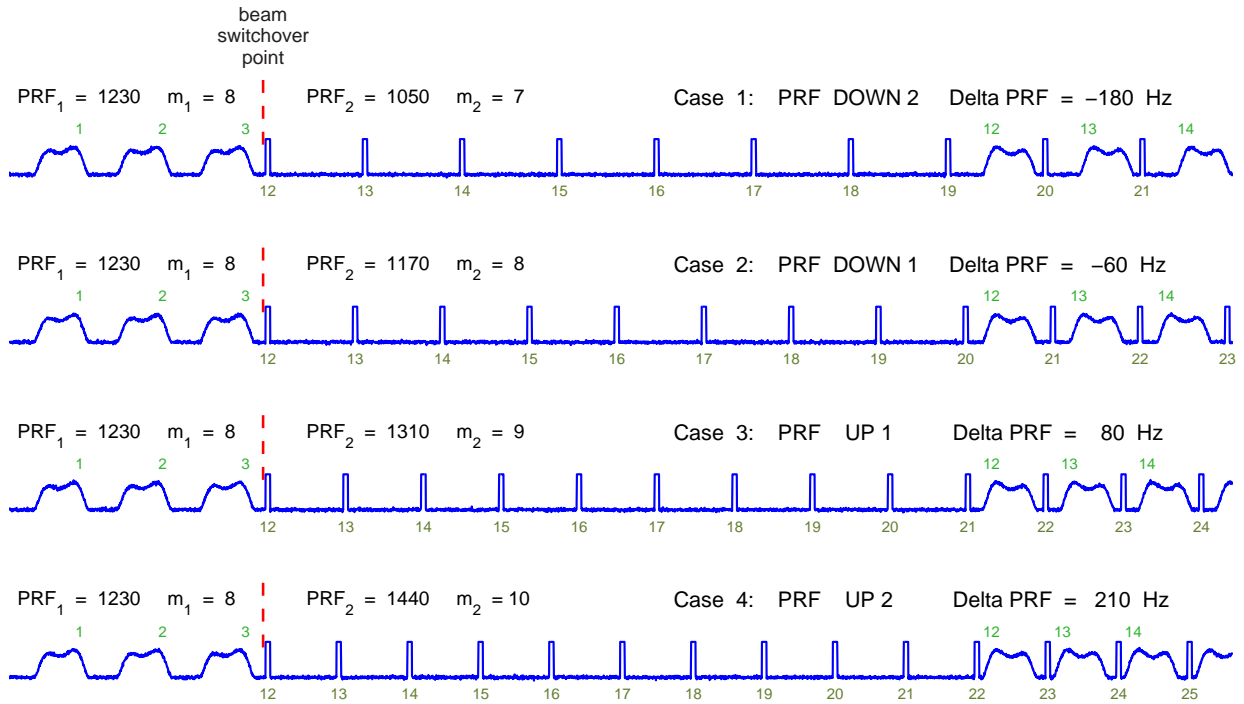 beam
switchover
point
PRF₁ = 1230 m₁ = 8 PRF₂ = 1050 m₂ = 7 Case 1: PRF DOWN 2 Delta PRF = −180 Hz
1 2 3 12 13 14
12 13 14 15 16 17 18 19 20 21
PRF₁ = 1230 m₁ = 8 PRF₂ = 1170 m₂ = 8 Case 2: PRF DOWN 1 Delta PRF = −60 Hz
1 2 3 12 13 14
12 13 14 15 16 17 18 19 20 21 22 23
PRF₁ = 1230 m₁ = 8 PRF₂ = 1310 m₂ = 9 Case 3: PRF UP 1 Delta PRF = 80 Hz
1 2 3 12 13 14
12 13 14 15 16 17 18 19 20 21 22 23 24
PRF₁ = 1230 m₁ = 8 PRF₂ = 1440 m₂ = 10 Case 4: PRF UP 2 Delta PRF = 210 Hz
1 2 3 12 13 14
12 13 14 15 16 17 18 19 20 21 22 23 24 25